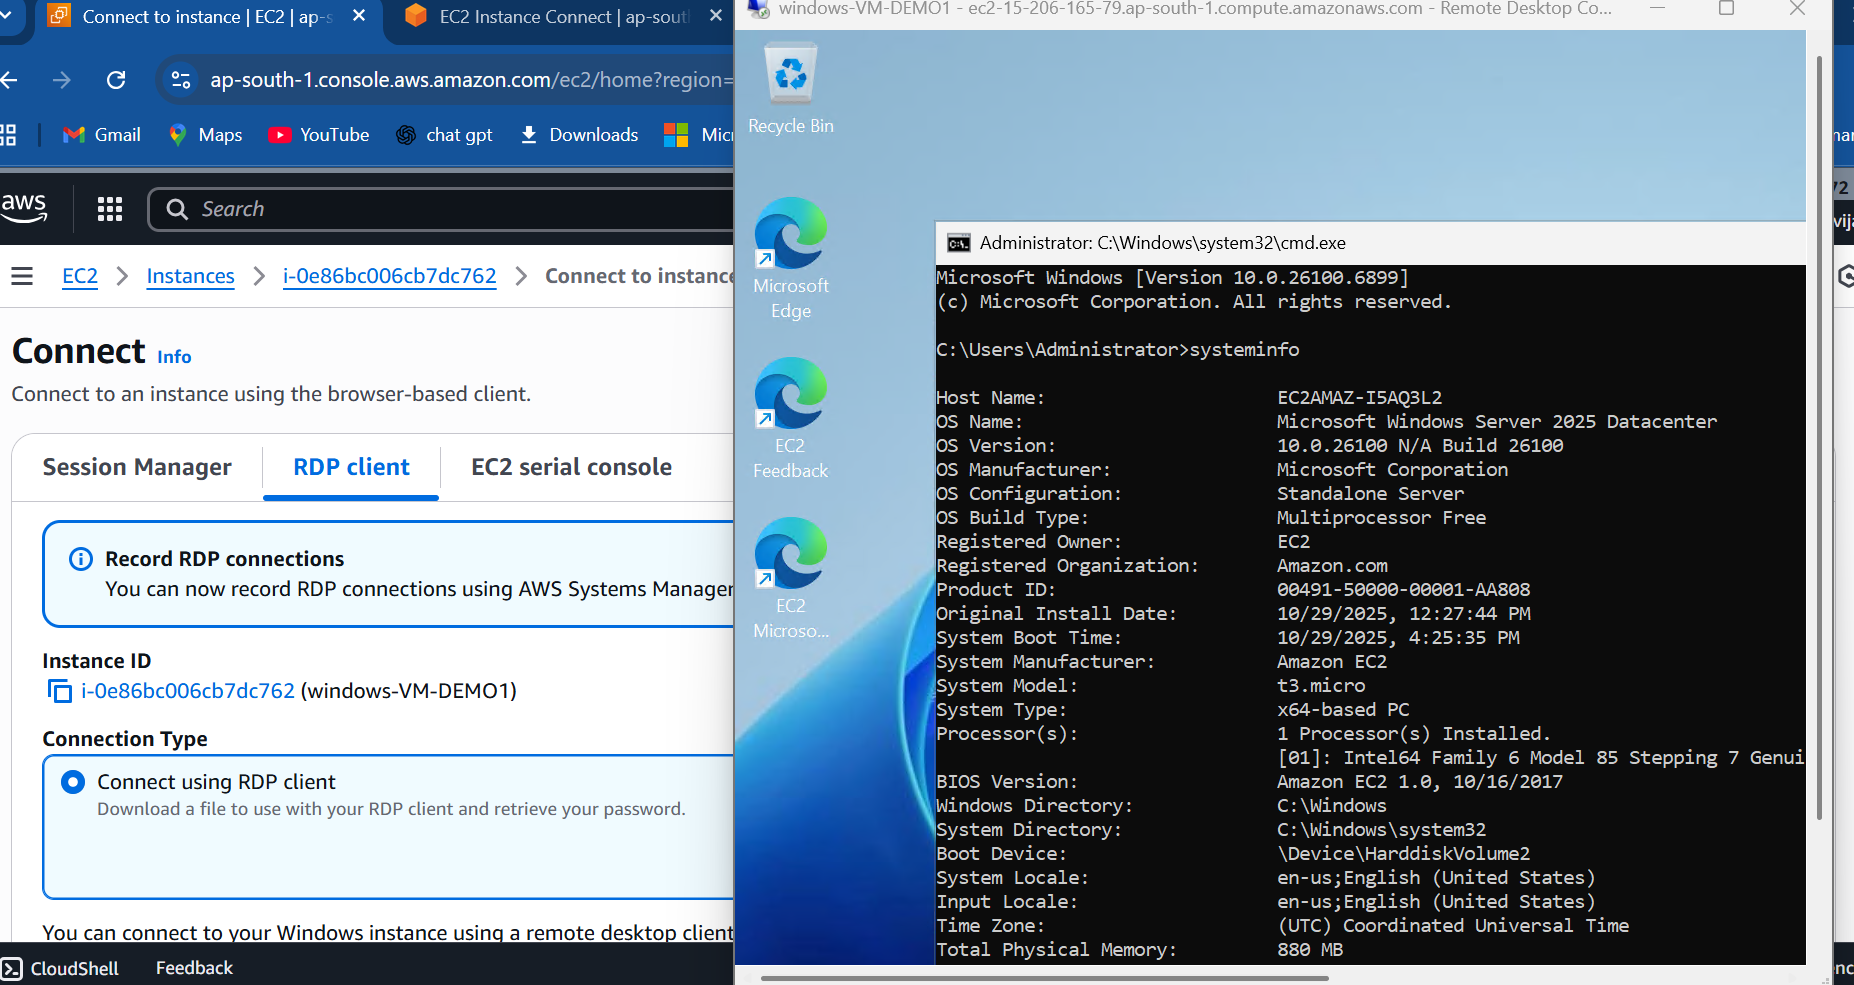 Connect to instance | EC2 | ap-s
EC2 Instance Connect | ap-sout
ap-south-1.console.aws.amazon.com/ec2/home?region=
Gmail
Maps
YouTube
chat gpt
Downloads
aws
Search
EC2 > Instances > i-0e86bc006cb7dc762 > Connect to instance
Connect Info
Connect to an instance using the browser-based client.
Session Manager
RDP client
EC2 serial console
Record RDP connections
You can now record RDP connections using AWS Systems Manager
Instance ID
i-0e86bc006cb7dc762 (windows-VM-DEMO1)
Connection Type
Connect using RDP client
Download a file to use with your RDP client and retrieve your password.
You can connect to your Windows instance using a remote desktop client
CloudShell
Feedback
windows-VM-DEMO1 - ec2-15-206-165-79.ap-south-1.compute.amazonaws.com - Remote Desktop Co...
Recycle Bin
Microsoft
Edge
EC2
Feedback
EC2
Microso...
Administrator: C:\Windows\system32\cmd.exe
Microsoft Windows [Version 10.0.26100.6899]
(c) Microsoft Corporation. All rights reserved.
C:\Users\Administrator>systeminfo
Host Name: EC2AMAZ-I5AQ3L2
OS Name: Microsoft Windows Server 2025 Datacenter
OS Version: 10.0.26100 N/A Build 26100
OS Manufacturer: Microsoft Corporation
OS Configuration: Standalone Server
OS Build Type: Multiprocessor Free
Registered Owner: EC2
Registered Organization: Amazon.com
Product ID: 00491-50000-00001-AA808
Original Install Date: 10/29/2025, 12:27:44 PM
System Boot Time: 10/29/2025, 4:25:35 PM
System Manufacturer: Amazon EC2
System Model: t3.micro
System Type: x64-based PC
Processor(s): 1 Processor(s) Installed.
[01]: Intel64 Family 6 Model 85 Stepping 7 Genui
BIOS Version: Amazon EC2 1.0, 10/16/2017
Windows Directory: C:\Windows
System Directory: C:\Windows\system32
Boot Device: \Device\HarddiskVolume2
System Locale: en-us;English (United States)
Input Locale: en-us;English (United States)
Time Zone: (UTC) Coordinated Universal Time
Total Physical Memory: 880 MB